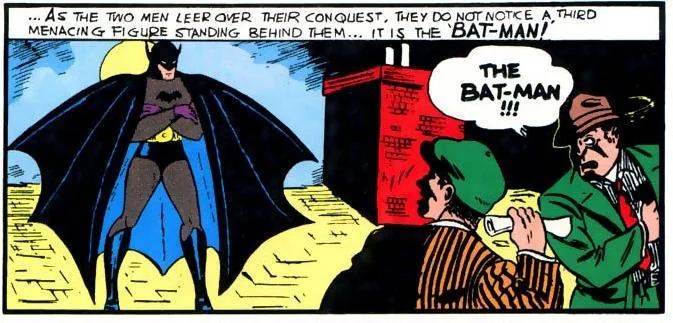 ...AS THE TWO MEN LEER OVER THEIR CONQUEST, THEY DO NOT NOTICE A THIRD
MENACING FIGURE STANDING BEHIND THEM... IT IS THE 'BAT-MAN!'
THE
BAT-MAN
!!!